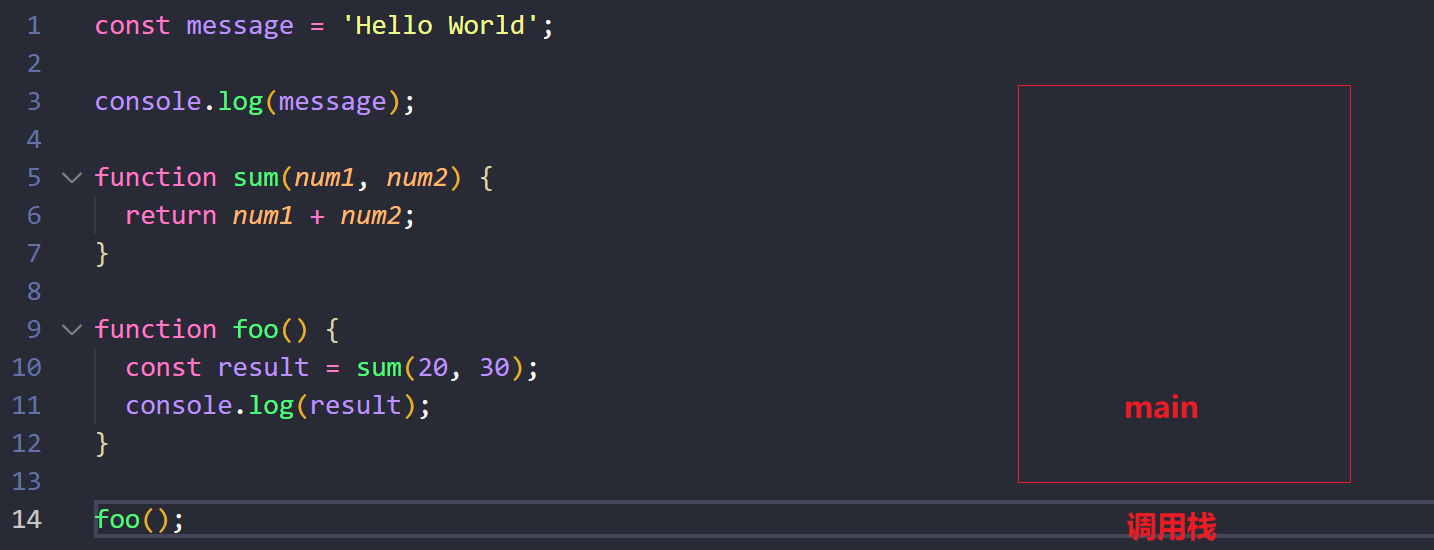 1 const message = 'Hello World';
2
3 console.log(message);
4
5 function sum(num1, num2) {
6 return num1 + num2;
7 }
8
9 function foo() {
10 const result = sum(20, 30);
11 console.log(result);
main
12 }
13
14 foo();
调用栈